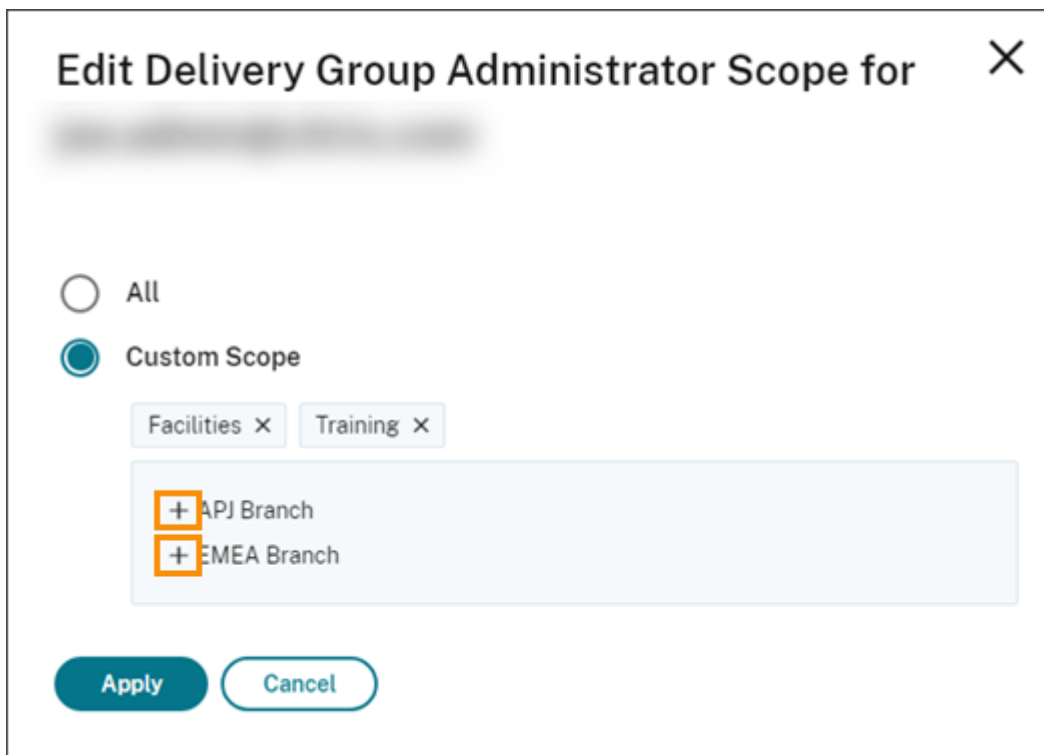 Edit Delivery Group Administrator Scope for
All
Custom Scope
Facilities × Training ×
+ APJ Branch
+ EMEA Branch
Apply Cancel